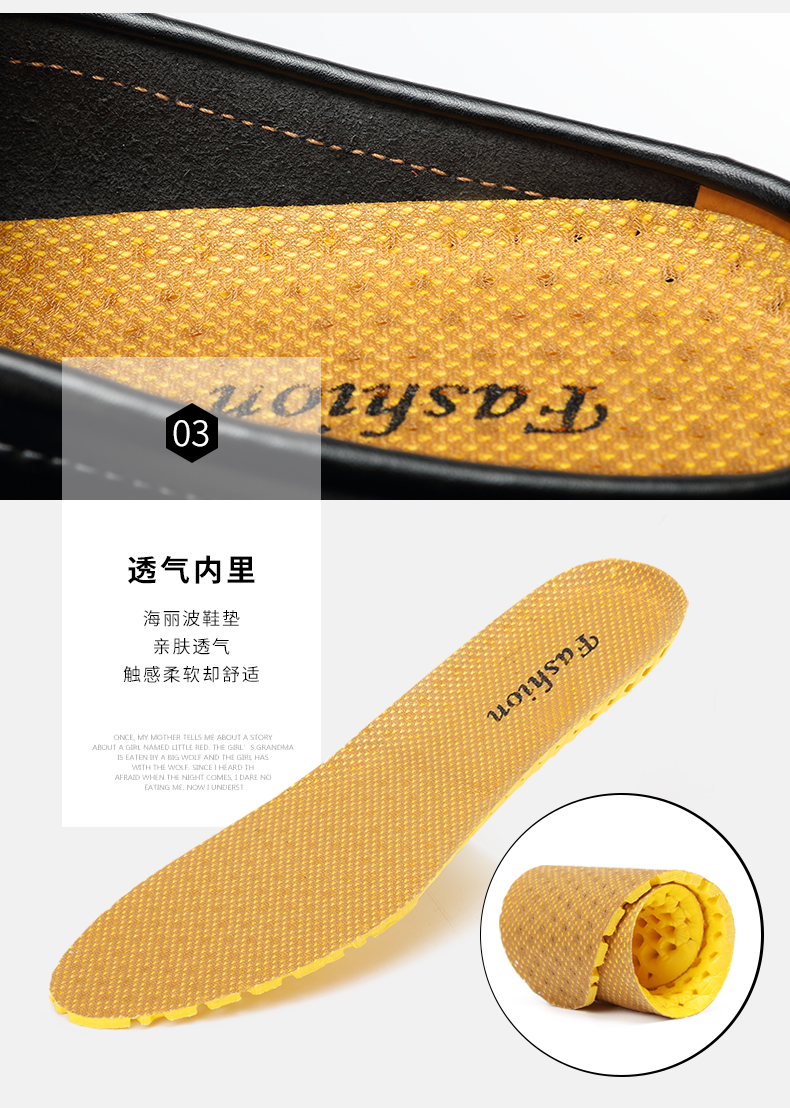 Fashion
03
透气内里
海丽波鞋垫
亲肤透气
触感柔软却舒适
Fashion
ONCE, MY MOTHER TELLS ME ABOUT A STORY
ABOUT A GIRL NAMED LITTLE RED. THE GIRL'S GRANDMA
IS EATEN BY A BIG WOLF AND THE GIRL HAS
WITH THE WOLF. SINCE I HEARD TH
AFRAID WHEN THE NIGHT COMES, I DARE NO
EATING ME. NOW I UNDERST